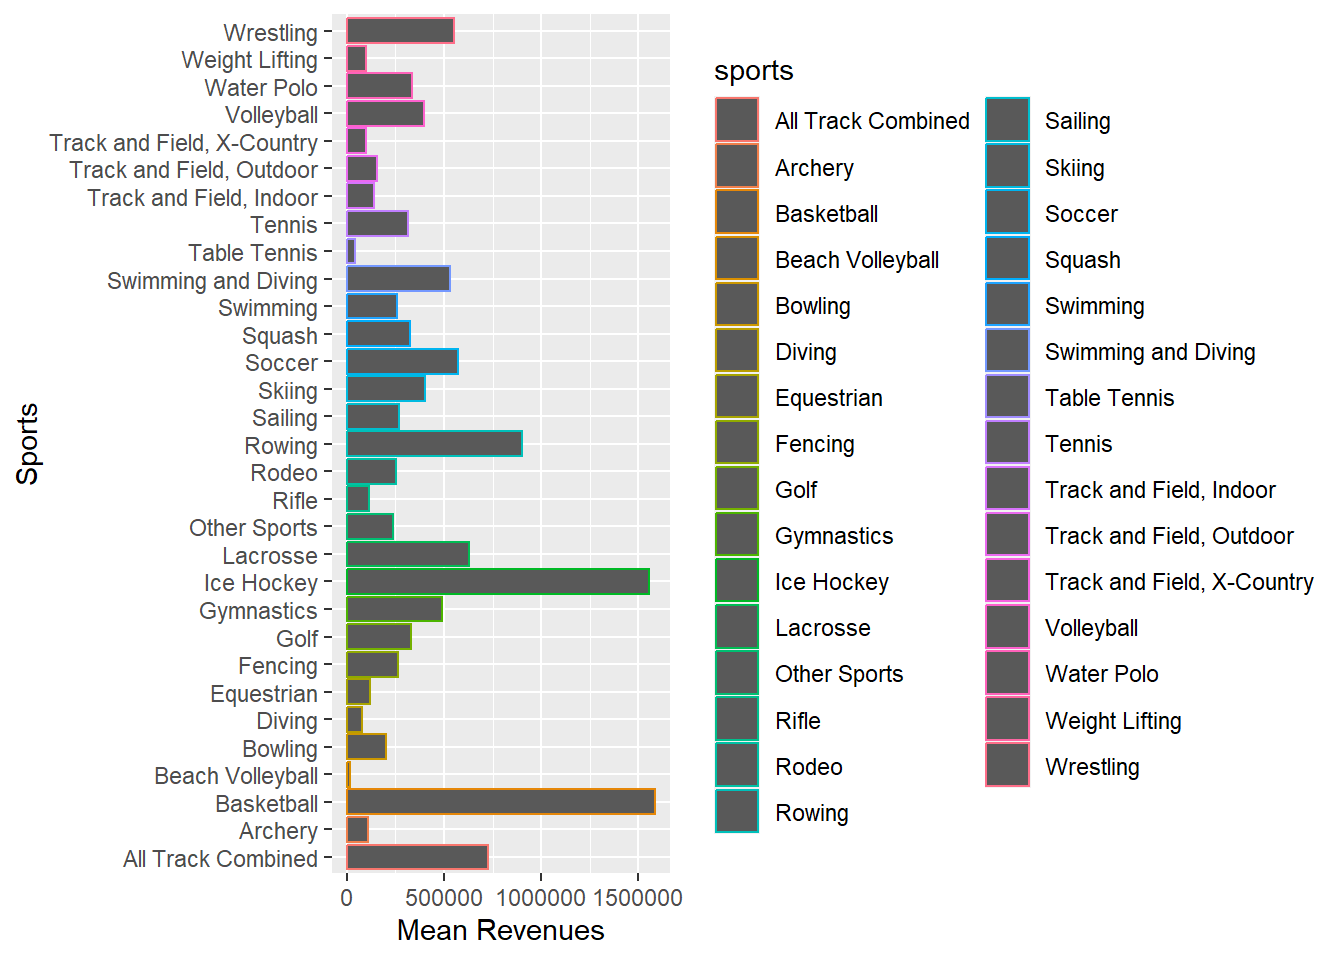 Sports
Wrestling
Weight Lifting
Water Polo
Volleyball
Track and Field, X-Country
Track and Field, Outdoor
Track and Field, Indoor
Tennis
Table Tennis
Swimming and Diving
Swimming
Squash
Soccer
Skiing
Sailing
Rowing
Rodeo
Rifle
Other Sports
Lacrosse
Ice Hockey
Gymnastics
Golf
Fencing
Equestrian
Diving
Bowling
Beach Volleyball
Basketball
Archery
All Track Combined
0 500000 1000000 1500000
Mean Revenues
sports
All Track Combined
Archery
Basketball
Beach Volleyball
Bowling
Diving
Equestrian
Fencing
Golf
Gymnastics
Ice Hockey
Lacrosse
Other Sports
Rifle
Rodeo
Rowing
Sailing
Skiing
Soccer
Squash
Swimming
Swimming and Diving
Table Tennis
Tennis
Track and Field, Indoor
Track and Field, Outdoor
Track and Field, X-Country
Volleyball
Water Polo
Weight Lifting
Wrestling